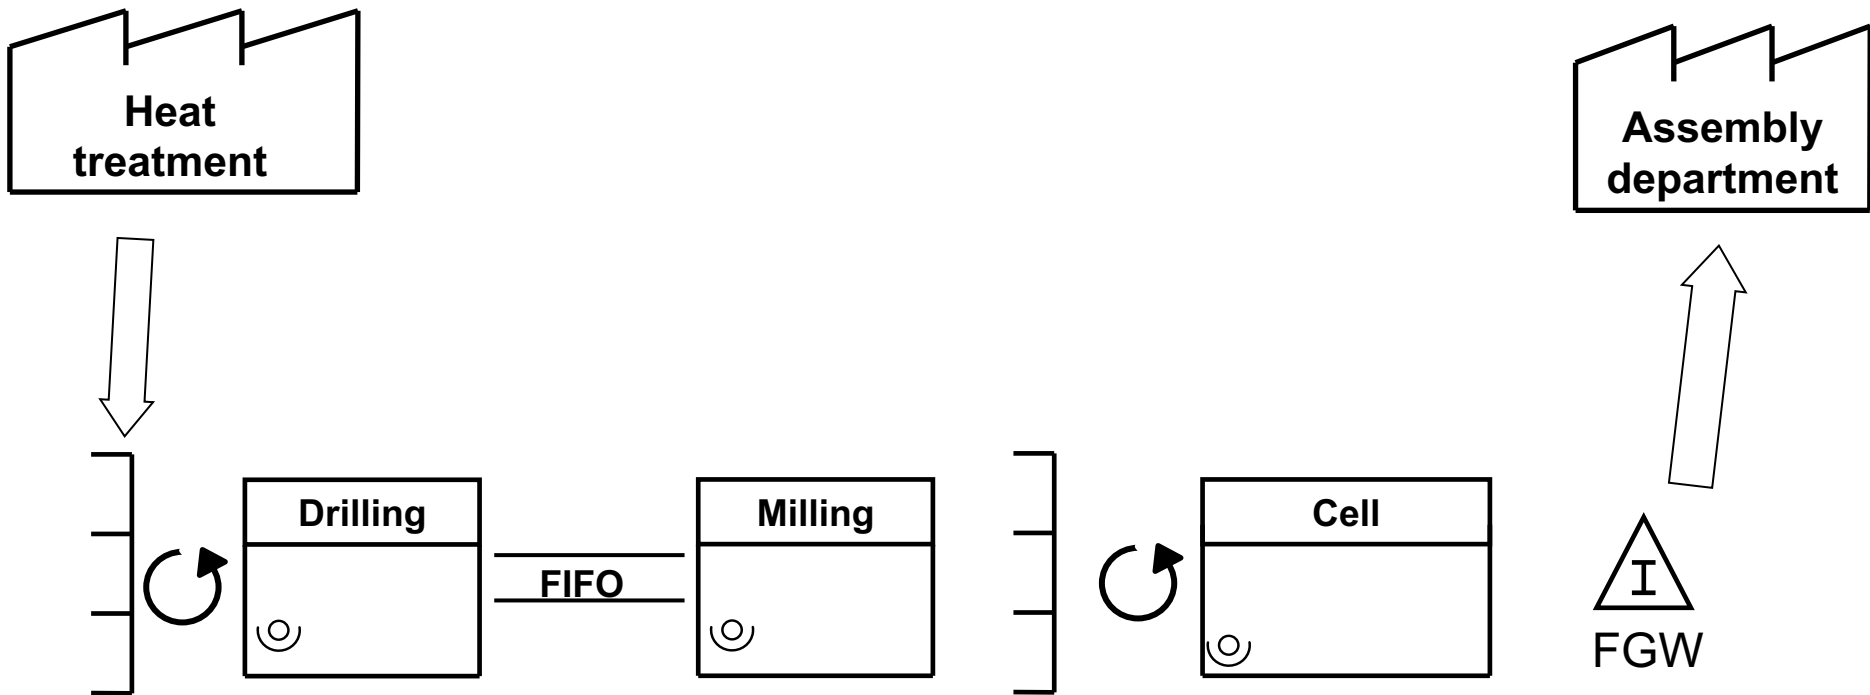 Heat
treatment
Assembly
department
Drilling
FIFO
Milling
Cell
I
FGW